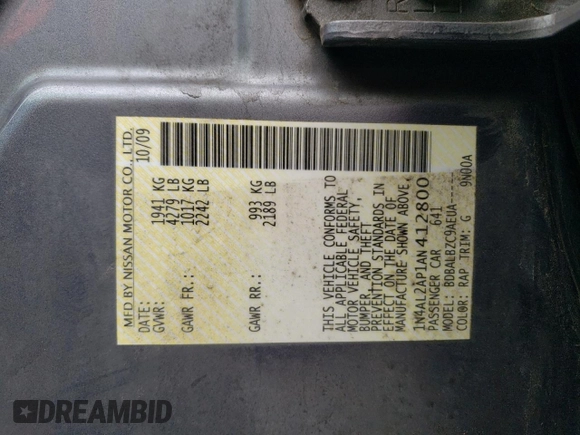 MFD BY NISSAN MOTOR CO., LTD.
DATE: 10/09
GVWR: 1941 KG
4279 LB
GAWR FR.: 1017 KG
2242 LB
GAWR RR.: 993 KG
2189 LB
THIS VEHICLE CONFORMS TO
ALL APPLICABLE FEDERAL
MOTOR VEHICLE SAFETY,
BUMPER, AND THEFT
PREVENTION STANDARDS IN
EFFECT ON THE DATE OF
MANUFACTURE SHOWN ABOVE.
1N4AL2AP1AN412800
PASSENGER CAR 641
MODEL: BDBALBZC9AEUA-----
COLOR: RAP TRIM: G 9N00A
DREAMBID